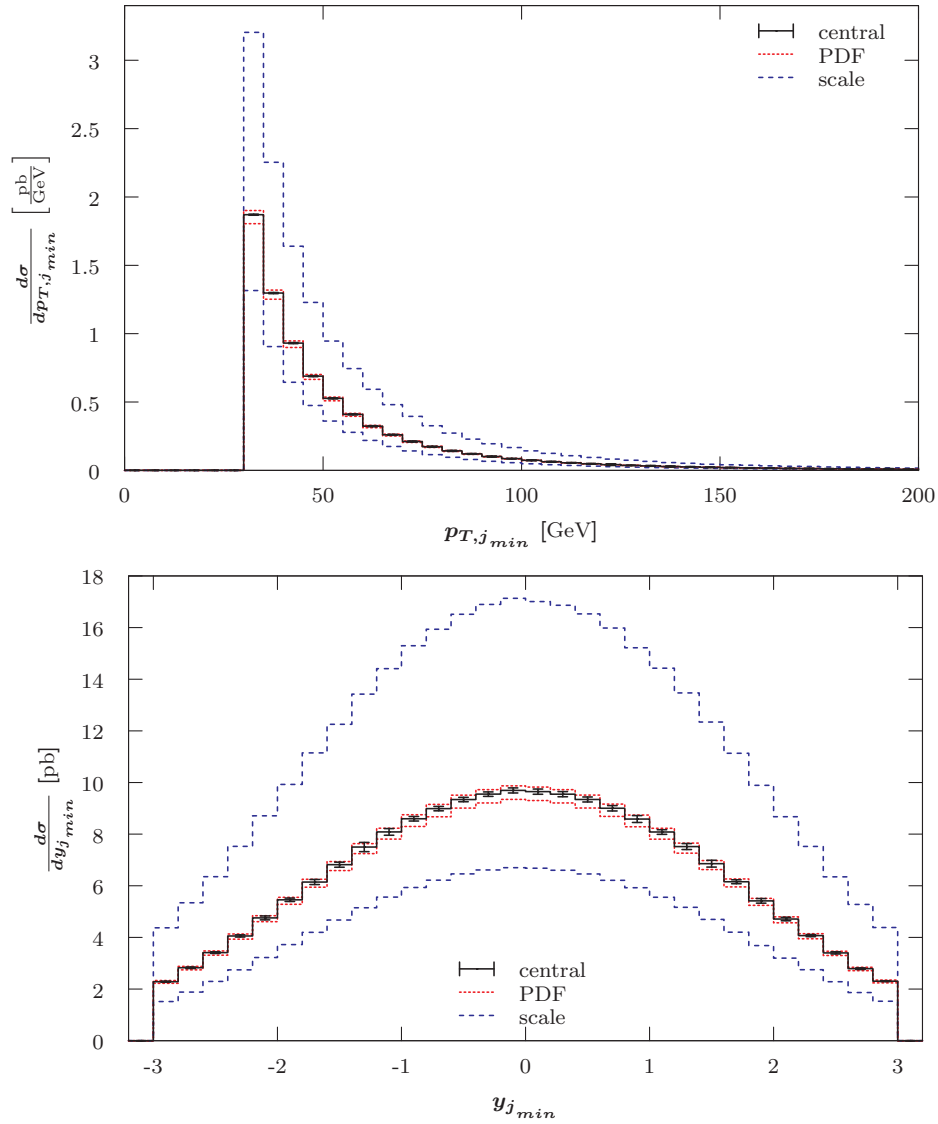 3
2.5
2
1.5
1
0.5
0
dσ/dp_{T,j_{min}} [pb/GeV]
central
PDF
scale
0 50 100 150 200
p_{T,j_{min}} [GeV]
18
16
14
12
10
8
6
4
2
0
dσ/dy_{j_{min}} [pb]
central
PDF
scale
-3 -2 -1 0 1 2 3
y_{j_{min}}